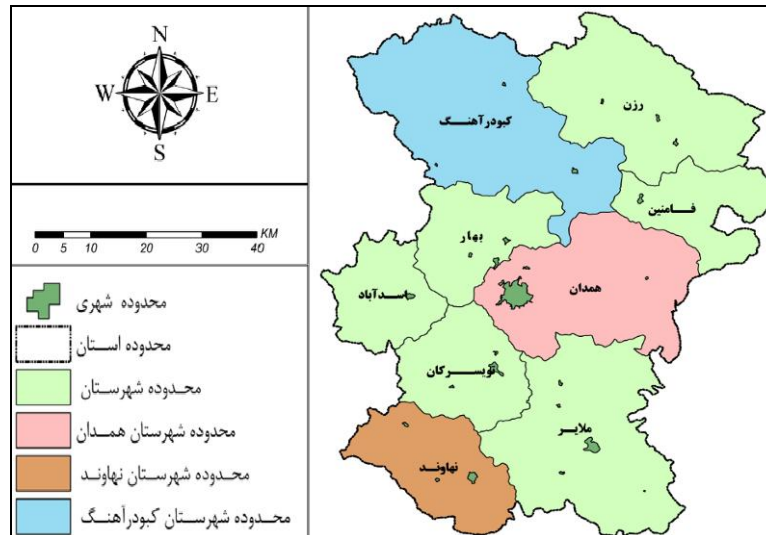 N
W E
S
KM
0 5 10 20 30 40
محدوده شهری
محدوده استان
محدوده شهرستان
محدوده شهرستان همدان
محدوده شهرستان نهاوند
محدوده شهرستان کبودرآهنگ
رزن
کبودرآهنگ
فامنین
بهار
همدان
اسدآباد
تویسرکان
ملایر
نهاوند